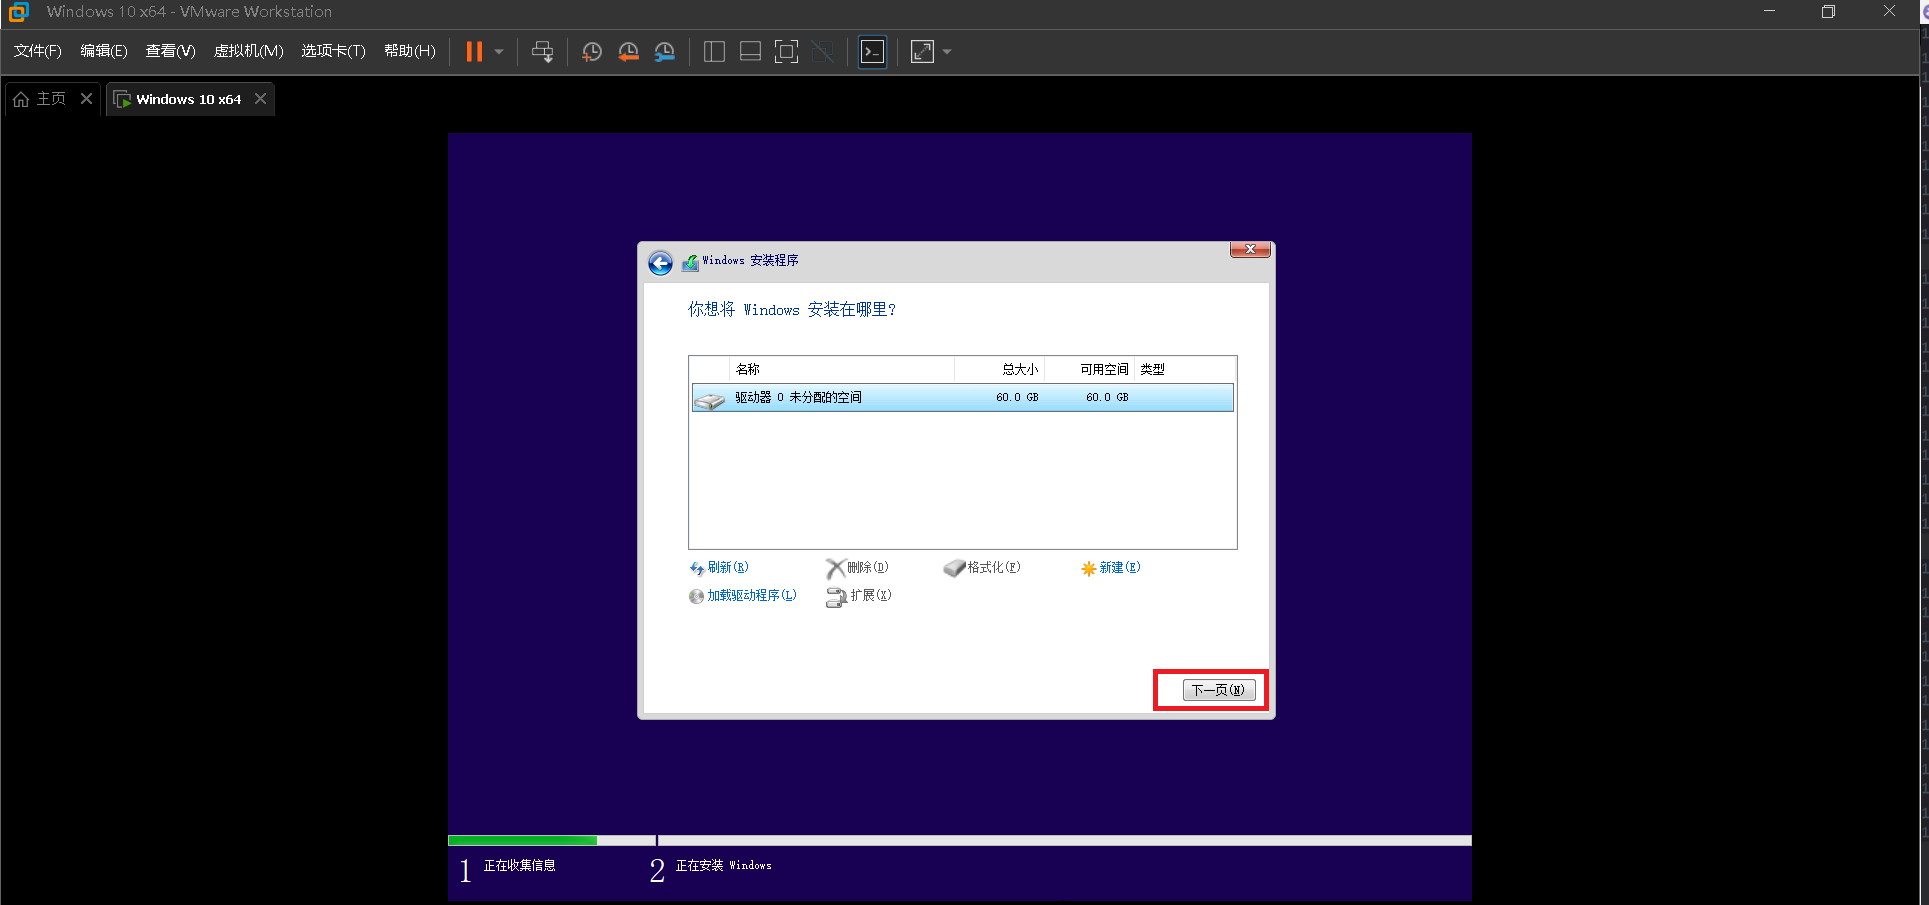 Windows 10 x64 - VMware Workstation
文件(F) 编辑(E) 查看(V) 虚拟机(M) 选项卡(T) 帮助(H)
主页 Windows 10 x64
Windows 安装程序
你想将 Windows 安装在哪里?
名称 总大小 可用空间 类型
驱动器 0 未分配的空间 60.0 GB 60.0 GB
刷新(R) 删除(D) 格式化(F) 新建(E)
加载驱动程序(L) 扩展(X)
下一页(N)
1 正在收集信息 2 正在安装 Windows